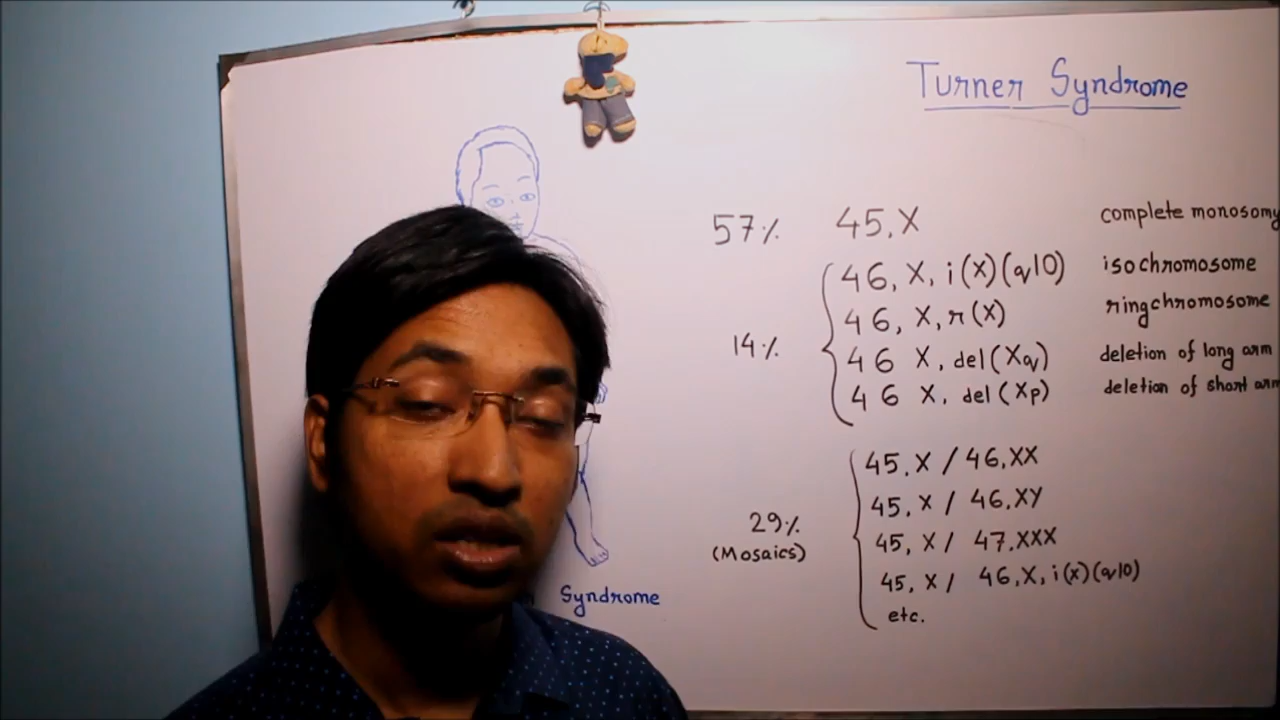 Turner Syndrome
57% 45,X complete monosomy
46, X, i(X)(q10) isochromosome
46, X, r(X) ringchromosome
14%
46 X, del(Xq) deletion of long arm
46 X, del(Xp) deletion of short arm
45,X / 46,XX
45, X / 46,XY
29%
(Mosaics)
45, X / 47,XXX
45, X / 46,X, i(X)(q10)
etc.
Syndrome